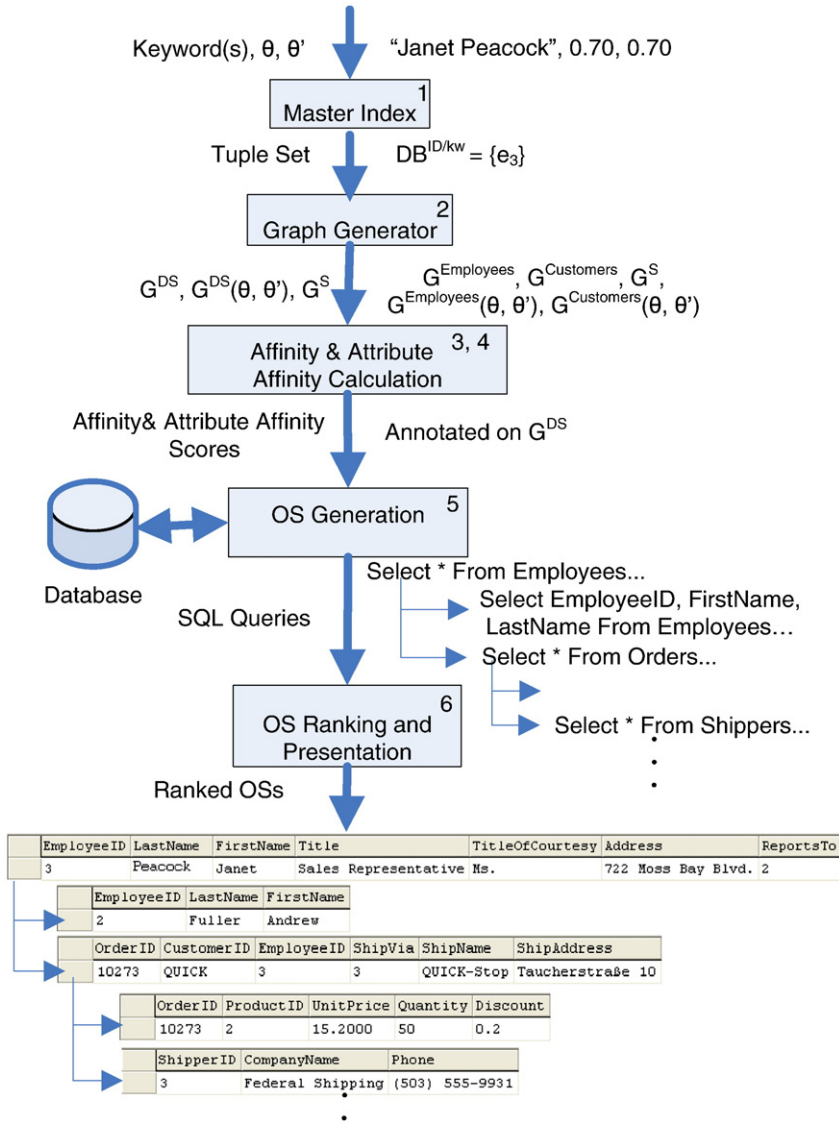 Keyword(s), θ, θ’
“Janet Peacock”, 0.70, 0.70
1
Master Index
Tuple Set
DB^ID/kw = {e₃}
2
Graph Generator
G^DS, G^DS(θ, θ’), G^S
G^Employees, G^Customers, G^S,
G^Employees(θ, θ’), G^Customers(θ, θ’)
Affinity & Attribute 3, 4
Affinity Calculation
Affinity& Attribute Affinity
Scores
Annotated on G^DS
OS Generation 5
Database
SQL Queries
Select * From Employees...
Select EmployeeID, FirstName,
LastName From Employees...
Select * From Orders...
Select * From Shippers...
6
OS Ranking and
Presentation
Ranked OSs
EmployeeID LastName FirstName Title TitleOfCourtesy Address ReportsTo
3 Peacock Janet Sales Representative Ms. 722 Moss Bay Blvd. 2
EmployeeID LastName FirstName
2 Fuller Andrew
OrderID CustomerID EmployeeID ShipVia ShipName ShipAddress
10273 QUICK 3 3 QUICK-Stop Taucherstraße 10
OrderID ProductID UnitPrice Quantity Discount
10273 2 15.2000 50 0.2
ShipperID CompanyName Phone
3 Federal Shipping (503) 555-9931